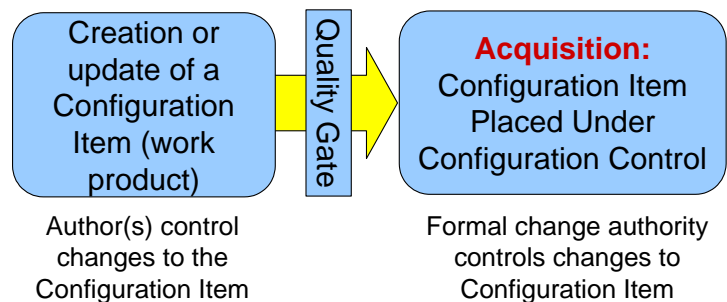 Creation or
update of a
Configuration
Item (work
product)
Quality Gate
Acquisition:
Configuration Item
Placed Under
Configuration Control
Author(s) control
changes to the
Configuration Item
Formal change authority
controls changes to
Configuration Item